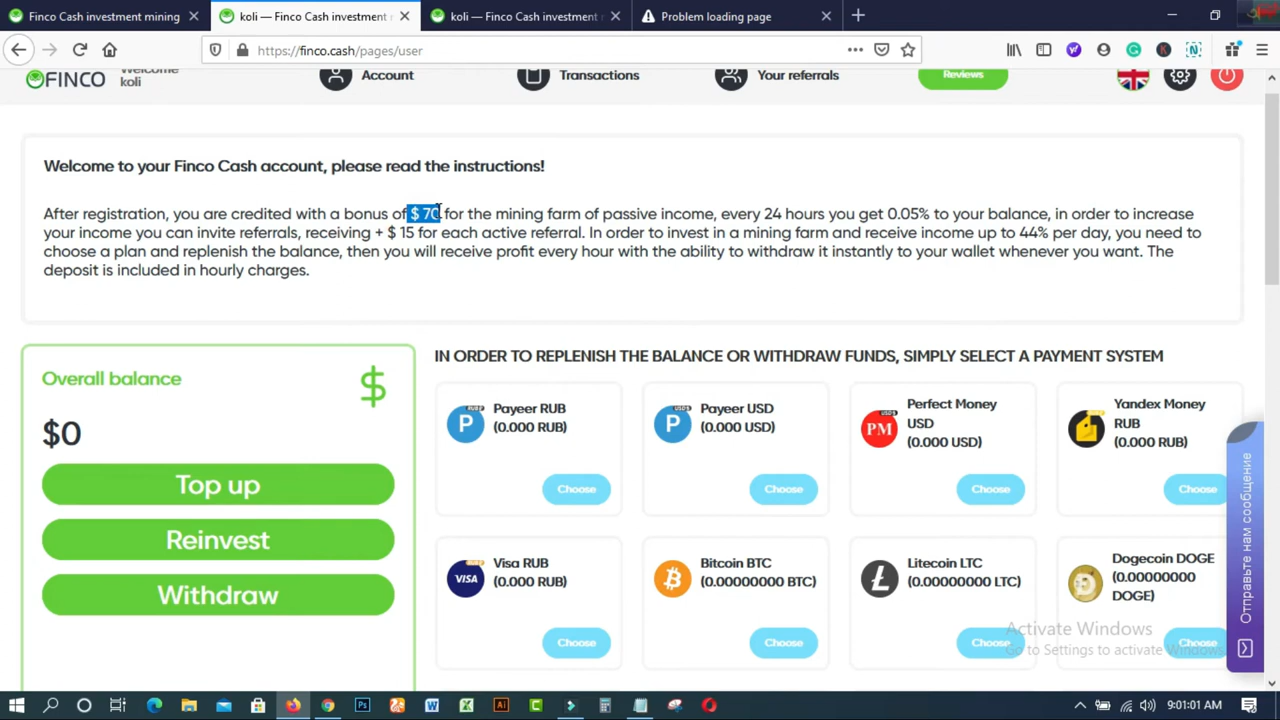 Finco Cash investment mining
koli — Finco Cash investment
koli — Finco Cash investment
Problem loading page
https://finco.cash/pages/user
FINCO
Welcome
koli
Account
Transactions
Your referrals
Reviews
Welcome to your Finco Cash account, please read the instructions!
After registration, you are credited with a bonus of $ 70 for the mining farm of passive income, every 24 hours you get 0.05% to your balance, in order to increase
your income you can invite referrals, receiving + $ 15 for each active referral. In order to invest in a mining farm and receive income up to 44% per day, you need to
choose a plan and replenish the balance, then you will receive profit every hour with the ability to withdraw it instantly to your wallet whenever you want. The
deposit is included in hourly charges.
Overall balance
$
$0
Top up
Reinvest
Withdraw
IN ORDER TO REPLENISH THE BALANCE OR WITHDRAW FUNDS, SIMPLY SELECT A PAYMENT SYSTEM
Payeer RUB
(0.000 RUB)
Choose
Payeer USD
(0.000 USD)
Choose
PM
Perfect Money
USD
(0.000 USD)
Choose
Yandex Money
RUB
(0.000 RUB)
Choose
VISA
Visa RUB
(0.000 RUB)
Choose
Bitcoin BTC
(0.00000000 BTC)
Choose
Litecoin LTC
(0.00000000 LTC)
Choose
Dogecoin DOGE
(0.00000000
DOGE)
Choose
Отправьте нам сообщение
Activate Windows
Go to Settings to activate Windows.
9:01:01 AM